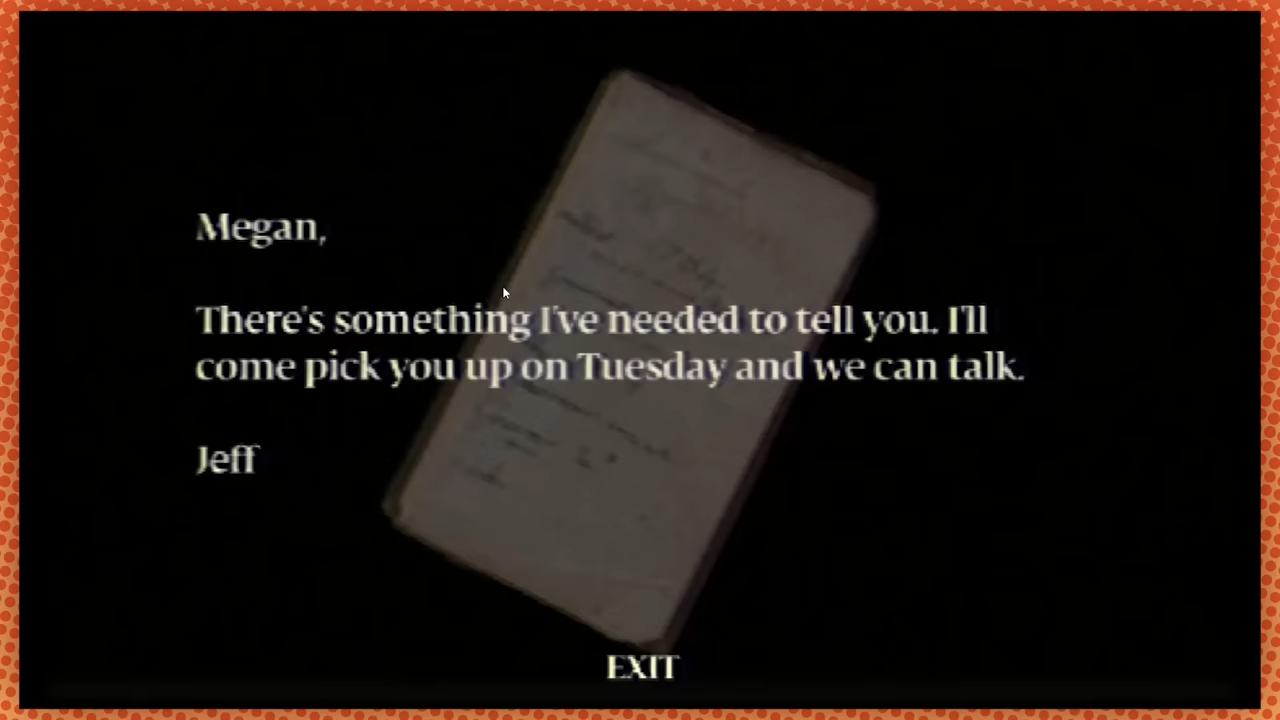 Megan,
There's something I've needed to tell you. I'll
come pick you up on Tuesday and we can talk.
Jeff
EXIT